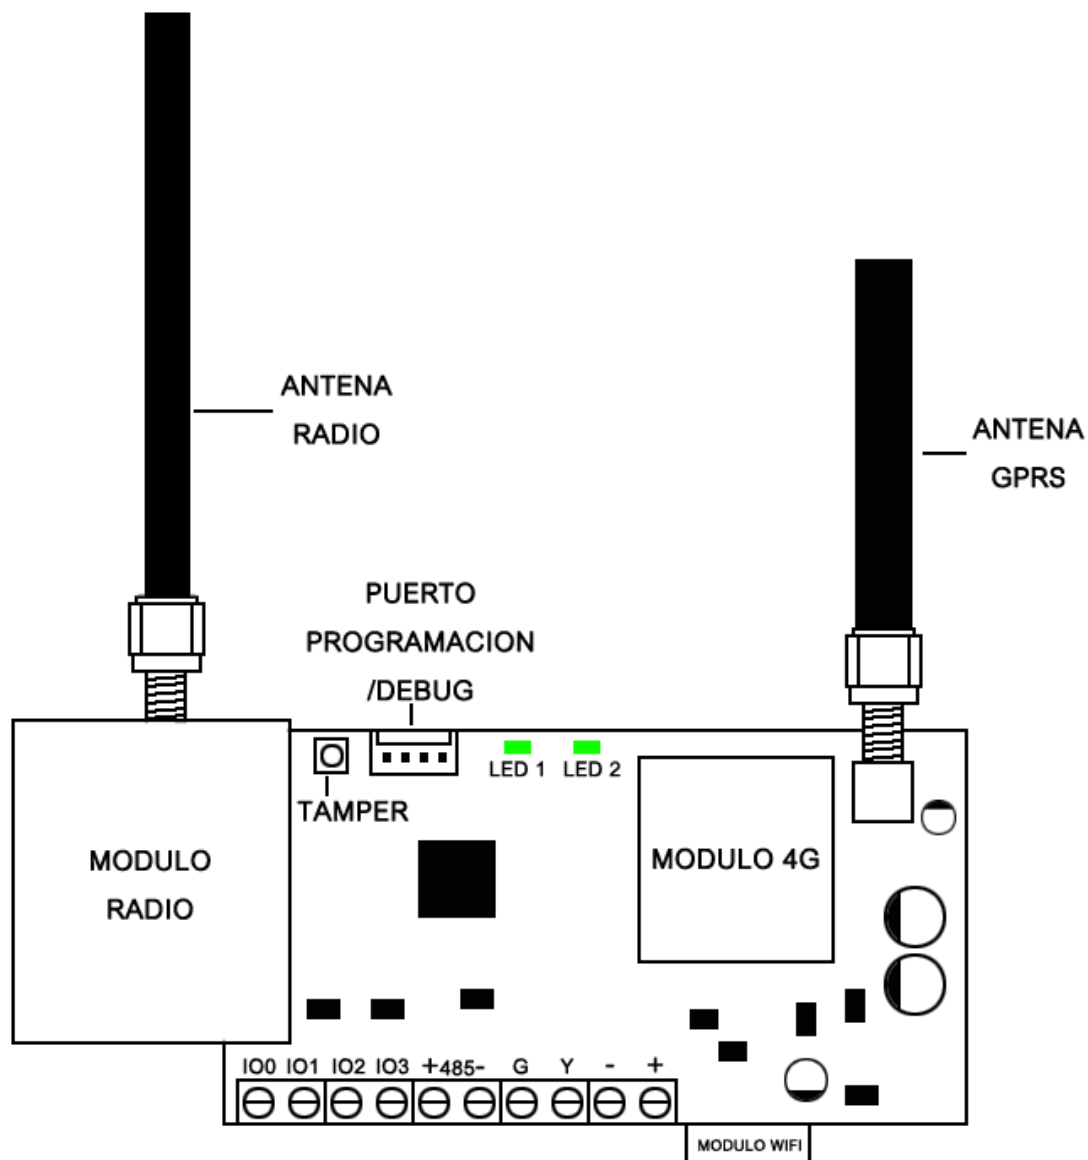 ANTENA
RADIO
ANTENA
GPRS
PUERTO
PROGRAMACION
/DEBUG
LED 1 LED 2
TAMPER
MODULO
RADIO
MODULO 4G
IO0 IO1 IO2 IO3 +485- G Y - +
MODULO WIFI